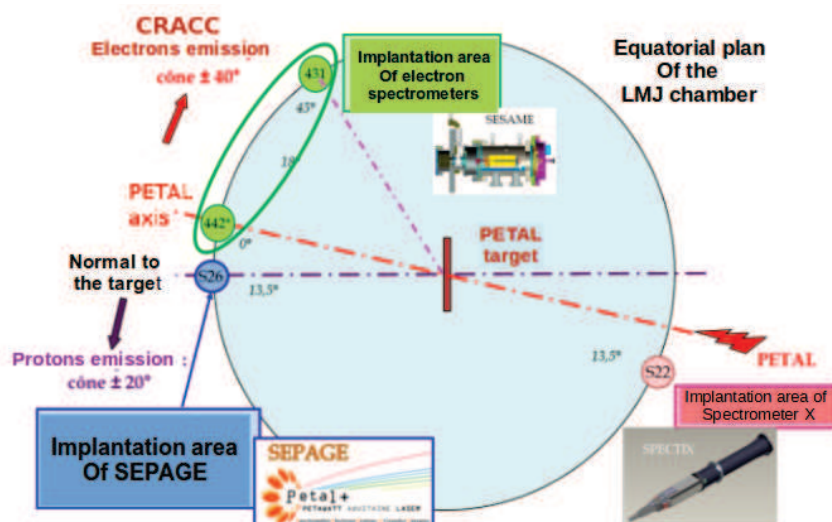 CRACC
Electrons emission
cône ± 40°
431
Implantation area
Of electron
spectrometers
Equatorial plan
Of the
LMJ chamber
45°
SESAME
18°
PETAL
axis
442*
0°
PETAL
target
Normal to
the target
S26
13,5°
Protons emission :
cône ± 20°
13,5°
S22
PETAL
Implantation area of
Spectrometer X
Implantation area
Of SEPAGE
SEPAGE
Petal+
PETAWATT AQUITAINE LASER
SPECTIX